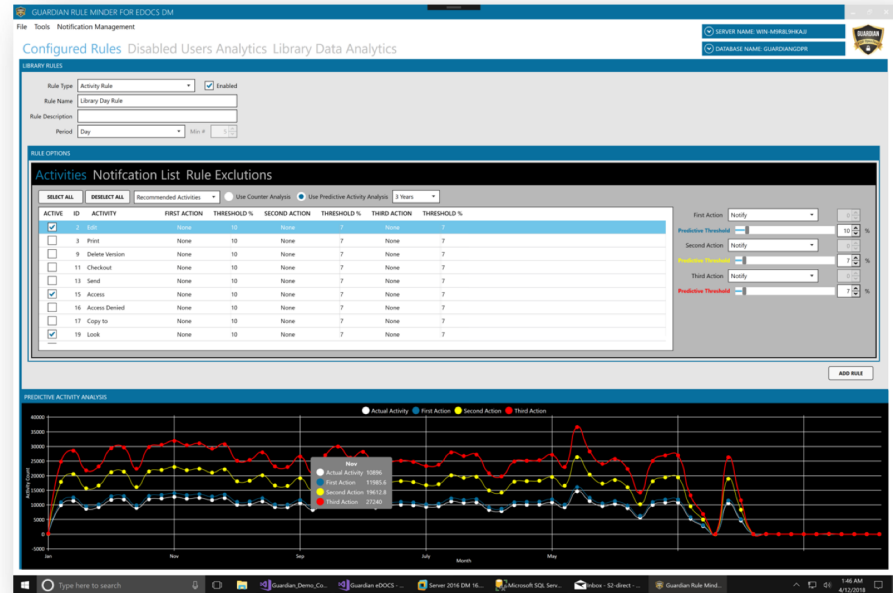 GUARDIAN RULE MINDER FOR EDOCS DM
File Tools Notification Management
Configured Rules Disabled Users Analytics Library Data Analytics
SERVER NAME: WIN-M9R8L9HKAJ0
DATABASE NAME: GUARDIANGDPR
GUARDIAN
LIBRARY RULES
Rule Type Activity Rule Enabled
Rule Name Library Day Rule
Rule Description
Period Day Min # 5
RULE OPTIONS
Activities Notifcation List Rule Exclutions
SELECT ALL DESELECT ALL Recommended Activities Use Counter Analysis Use Predictive Activity Analysis 3 Years
ACTIVE ID ACTIVITY FIRST ACTION THRESHOLD % SECOND ACTION THRESHOLD % THIRD ACTION THRESHOLD %
2 Edit None 10 None 7 None 7
3 Print None 10 None 7 None 7
9 Delete Version None 10 None 7 None 7
11 Checkout None 10 None 7 None 7
13 Send None 10 None 7 None 7
15 Access None 10 None 7 None 7
16 Access Denied None 10 None 7 None 7
17 Copy to None 10 None 7 None 7
19 Look None 10 None 7 None 7
First Action Notify 0
Predictive Threshold 10 %
Second Action Notify 0
Predictive Threshold 7 %
Third Action Notify 0
Predictive Threshold 7 %
ADD RULE
PREDICTIVE ACTIVITY ANALYSIS
Actual Activity First Action Second Action Third Action
40000
35000
30000
25000
20000
15000
10000
5000
0
-5000
Activity Count
Nov
Actual Activity 10896
First Action 11985.6
Second Action 19612.8
Third Action 27240
Jan Nov Sep July May
Month
Type here to search
Guardian_Demo_Co...
Guardian eDOCS - ...
Server 2016 DM 16....
Microsoft SQL Serv...
Inbox - S2-direct - ...
Guardian Rule Mind...
1:46 AM
4/12/2018